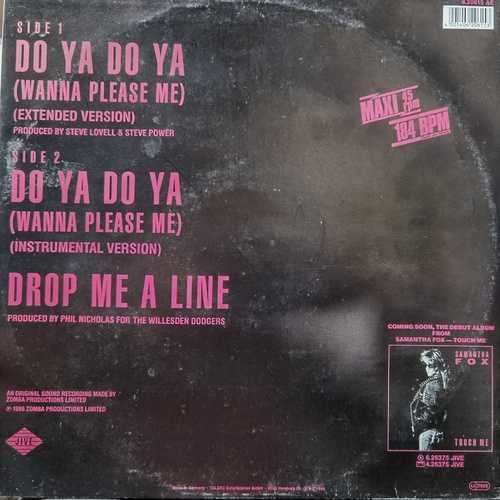 SIDE 1
DO YA DO YA
(WANNA PLEASE ME)
(EXTENDED VERSION)
PRODUCED BY STEVE LOVELL & STEVE POWER
SIDE 2
DO YA DO YA
(WANNA PLEASE ME)
(INSTRUMENTAL VERSION)
DROP ME A LINE
PRODUCED BY PHIL NICHOLAS FOR THE WILLESDEN DODGERS
MAXI 45 rpm
184 BPM
COMING SOON, THE DEBUT ALBUM
FROM
SAMANTHA FOX — TOUCH ME
SAMANTHA
FOX
TOUCH ME
6.26375 JIVE
4.26375 JIVE
AN ORIGINAL SOUND RECORDING MADE BY
ZOMBA PRODUCTIONS LIMITED
℗ 1986 ZOMBA PRODUCTIONS LIMITED
JIVE